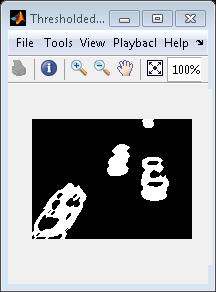 Thresholded...
File Tools View Playbacl Help
100%